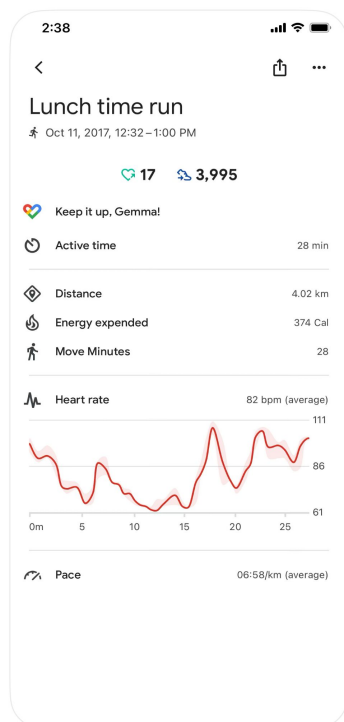 2:38
Lunch time run
Oct 11, 2017, 12:32 – 1:00 PM
17 3,995
Keep it up, Gemma!
Active time 28 min
Distance 4.02 km
Energy expended 374 Cal
Move Minutes 28
Heart rate 82 bpm (average)
111
86
61
0m 5 10 15 20 25
Pace 06:58/km (average)